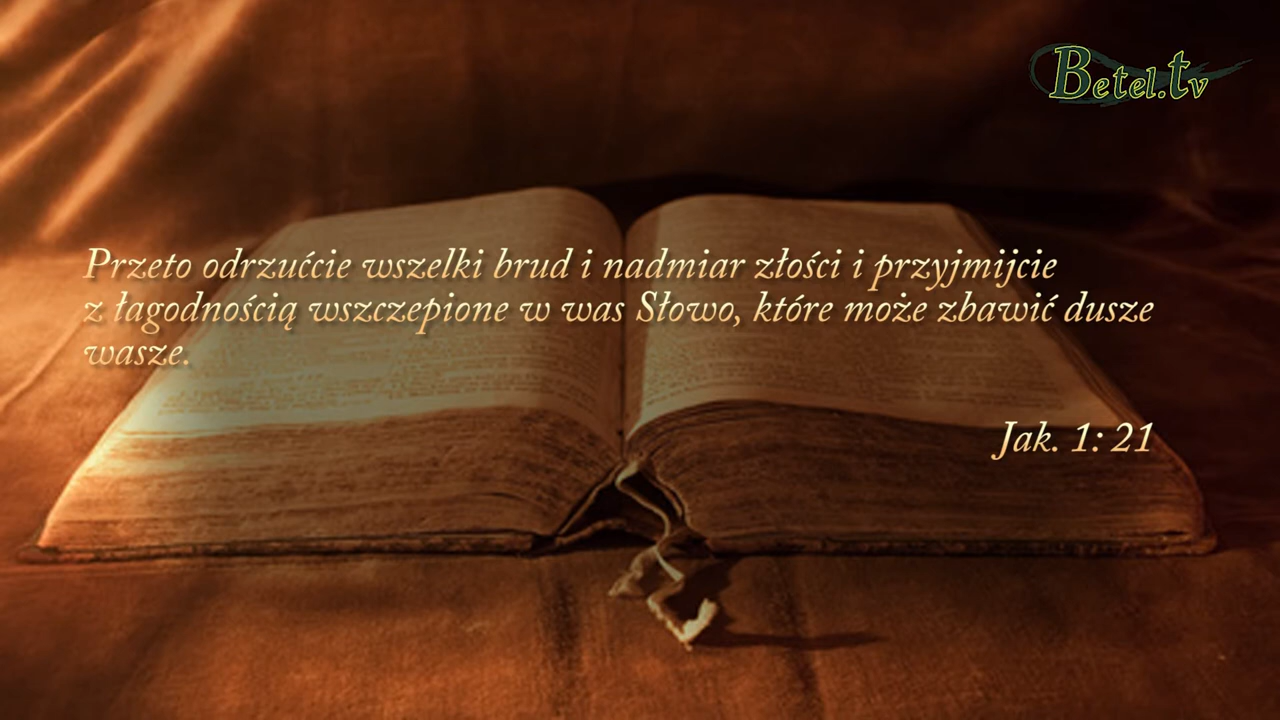 Betel.tv
Przeto odrzućcie wszelki brud i nadmiar złości i przyjmijcie
z łagodnością wszczepione w was Słowo, które może zbawić dusze
wasze.
Jak. 1: 21